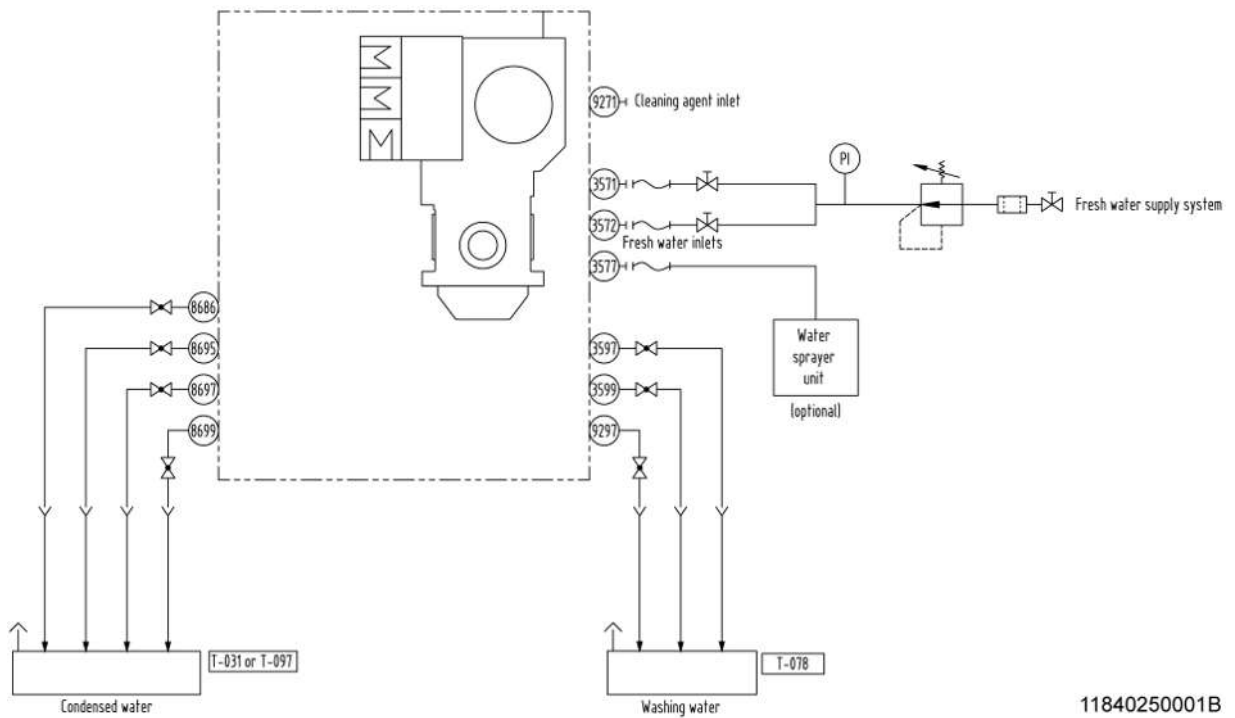 9271
Cleaning agent inlet
PI
3571
Fresh water supply system
3572
Fresh water inlets
3577
8686
Water
sprayer
unit
(optional)
8695
3597
8697
3599
8699
9297
T-031 or T-097
T-078
Condensed water
Washing water
11840250001B